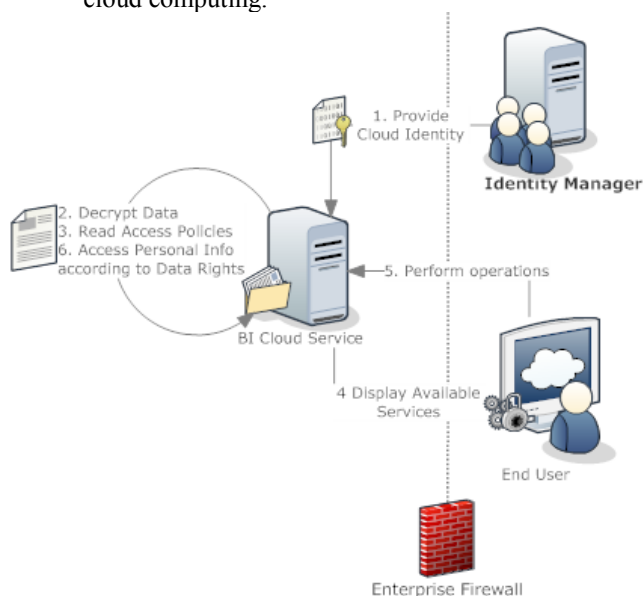 cloud computing.
1. Provide
Cloud Identity
Identity Manager
2. Decrypt Data
3. Read Access Policies
6. Access Personal Info
according to Data Rights
5. Perform operations
BI Cloud Service
4 Display Available
Services
End User
Enterprise Firewall